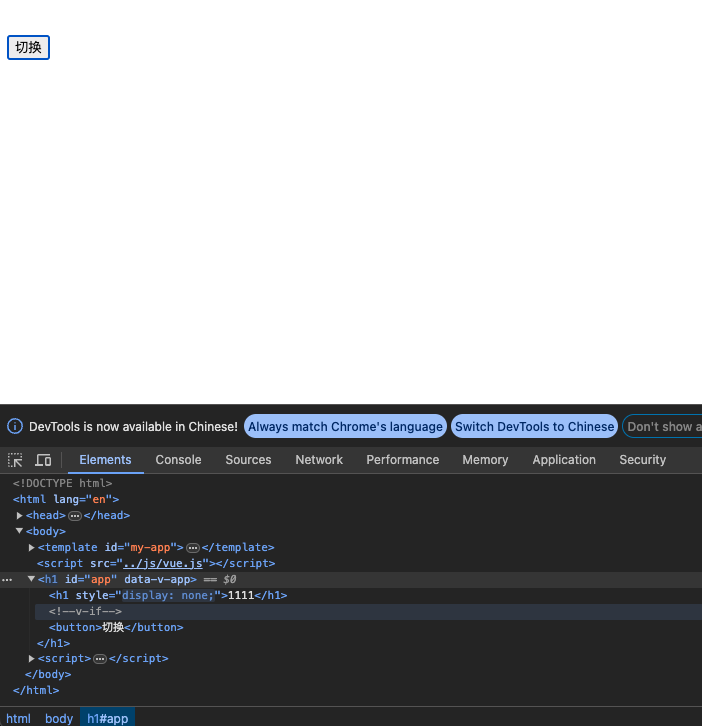 切换
DevTools is now available in Chinese! Always match Chrome's language Switch DevTools to Chinese Don't show a
Elements Console Sources Network Performance Memory Application Security
<!DOCTYPE html>
<html lang="en">
<head> ··· </head>
<body>
<template id="my-app"> ··· </template>
<script src="../js/vue.js"></script>
··· <h1 id="app" data-v-app> == $0
<h1 style="display: none;">1111</h1>
<!--v-if-->
<button>切换</button>
</h1>
<script> ··· </script>
</body>
</html>
html body h1#app